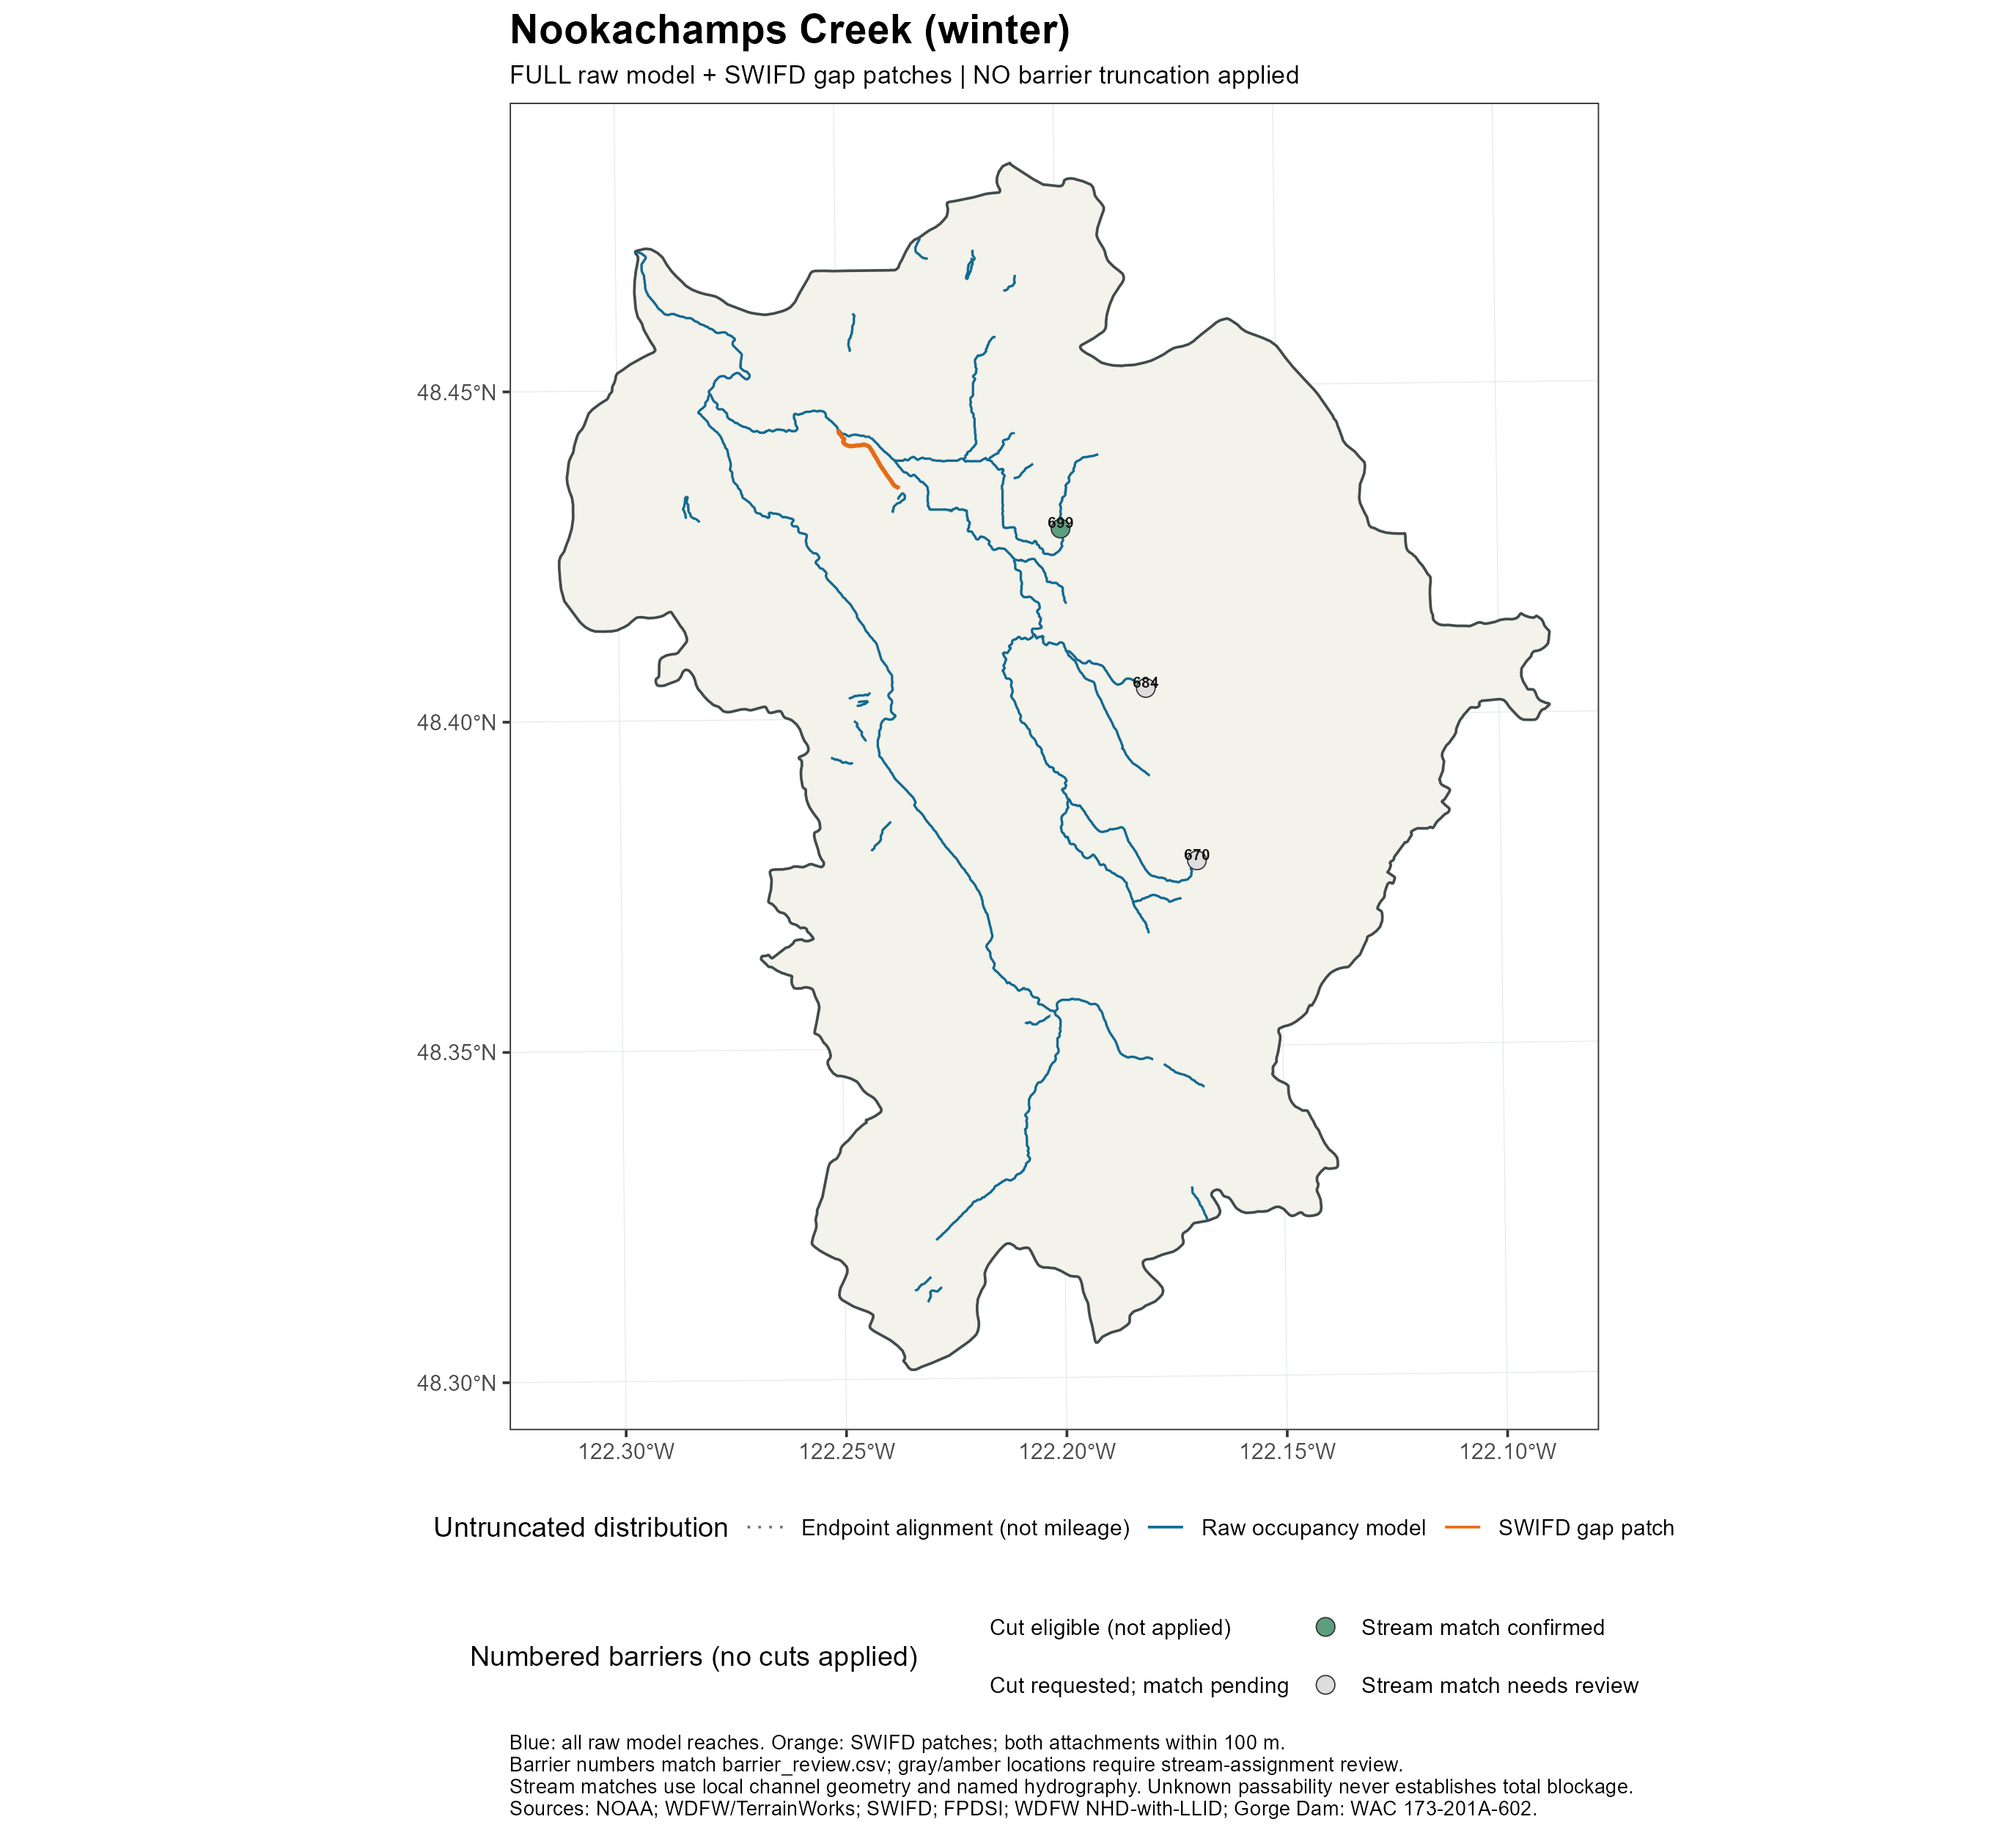 Nookachamps Creek (winter)
FULL raw model + SWIFD gap patches | NO barrier truncation applied
48.45°N
48.40°N
48.35°N
48.30°N
699
684
670
122.30°W
122.25°W
122.20°W
122.15°W
122.10°W
Untruncated distribution
Endpoint alignment (not mileage)
Raw occupancy model
SWIFD gap patch
Numbered barriers (no cuts applied)
Cut eligible (not applied)
Stream match confirmed
Cut requested; match pending
Stream match needs review
Blue: all raw model reaches. Orange: SWIFD patches; both attachments within 100 m.
Barrier numbers match barrier_review.csv; gray/amber locations require stream-assignment review.
Stream matches use local channel geometry and named hydrography. Unknown passability never establishes total blockage.
Sources: NOAA; WDFW/TerrainWorks; SWIFD; FPDSI; WDFW NHD-with-LLID; Gorge Dam: WAC 173-201A-602.